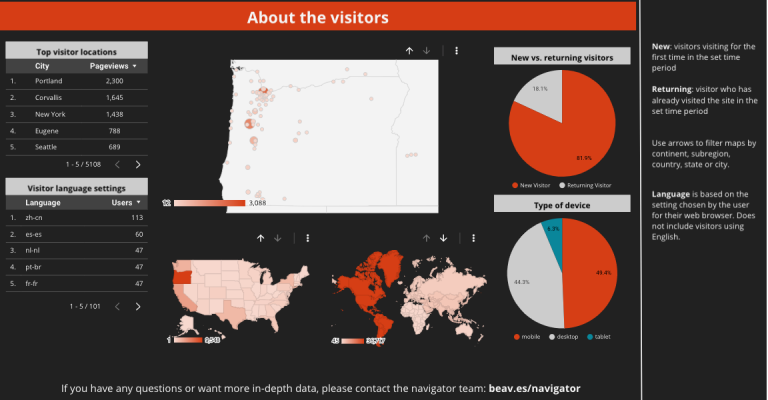 About the visitors
Top visitor locations
City Pageviews
1. Portland 2,300
2. Corvallis 1,645
3. New York 1,438
4. Eugene 788
5. Seattle 689
1 - 5 / 5108
Visitor language settings
Language Users
1. zh-cn 113
2. es-es 60
3. nl-nl 47
4. pt-br 47
5. fr-fr 47
1 - 5 / 101
3,088
1
45
New vs. returning visitors
18.1%
81.9%
New Visitor Returning Visitor
Type of device
6.3%
49.4%
44.3%
mobile desktop tablet
New: visitors visiting for the
first time in the set time
period
Returning: visitor who has
already visited the site in the
set time period
Use arrows to filter maps by
continent, subregion,
country, state or city.
Language is based on the
setting chosen by the user
for their web browser. Does
not include visitors using
English.
If you have any questions or want more in-depth data, please contact the navigator team: beav.es/navigator